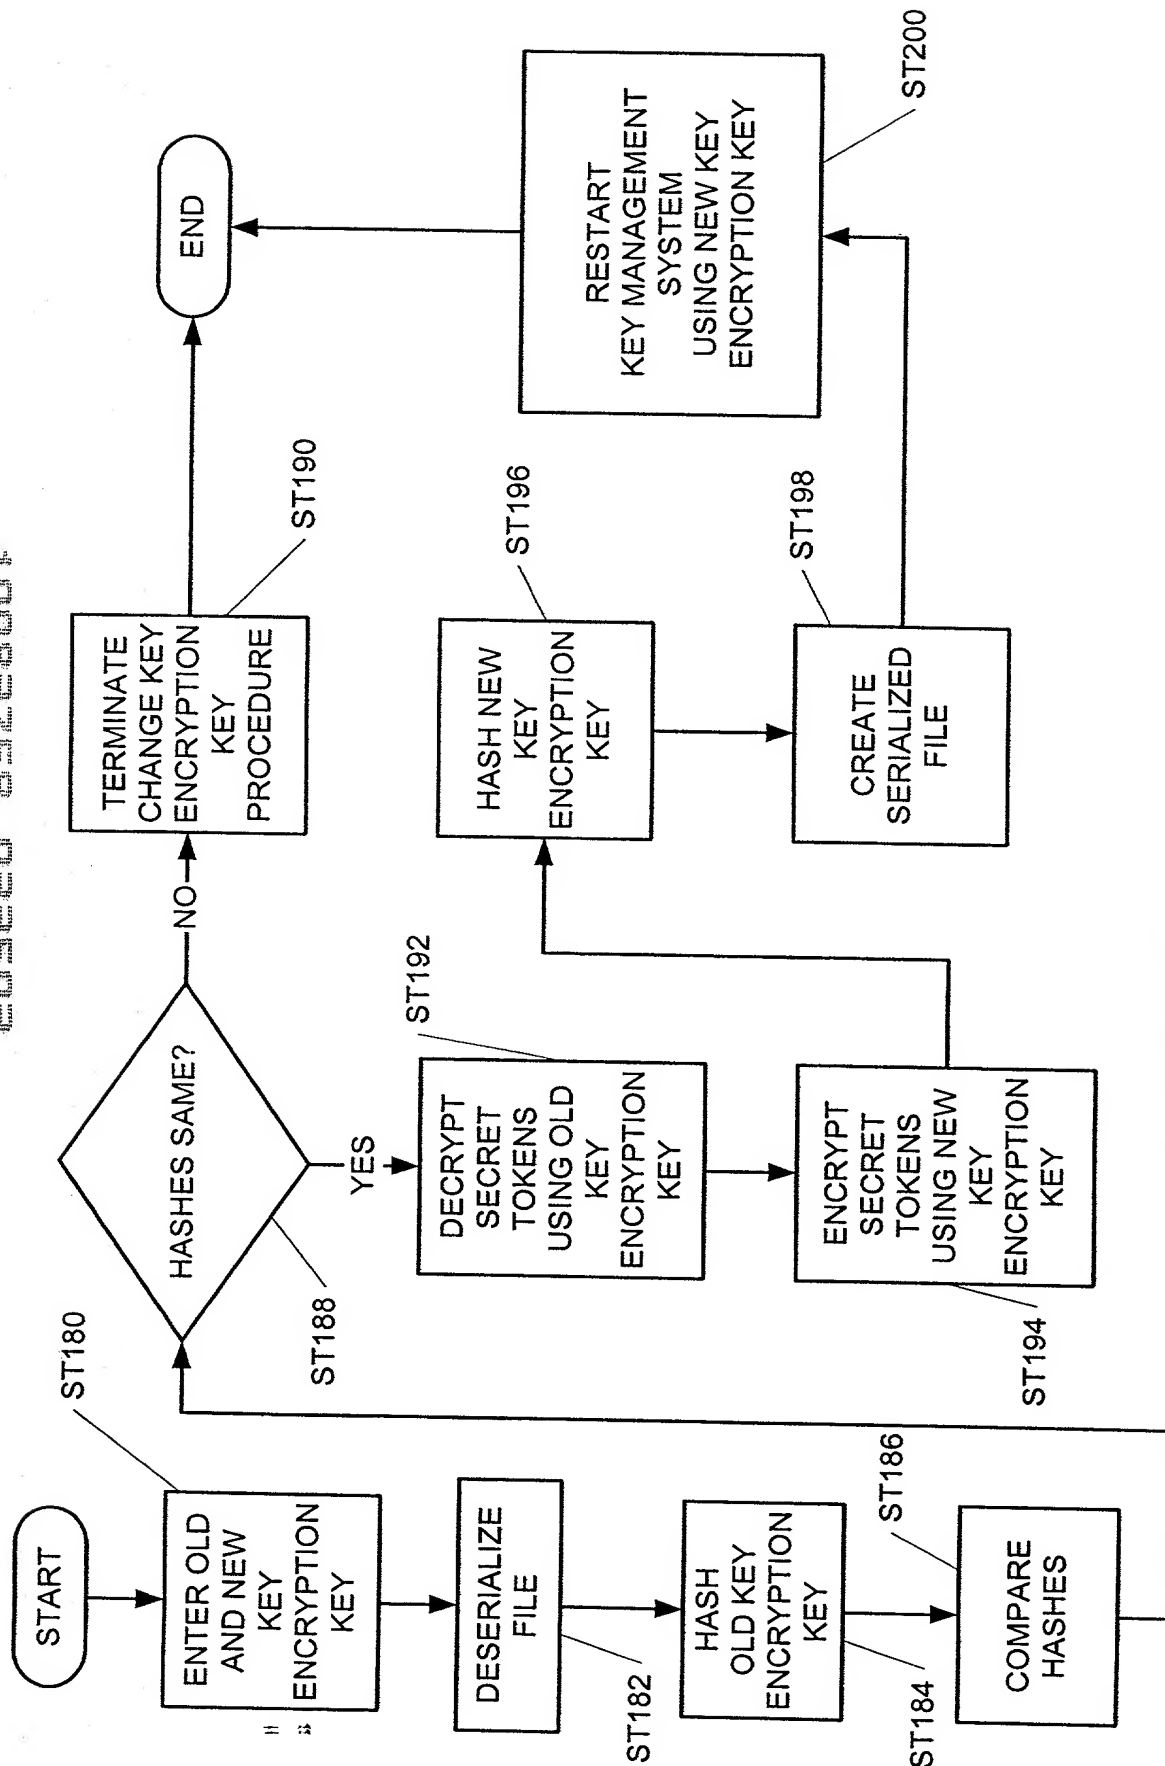 START
ENTER OLD
AND NEW
KEY
ENCRYPTION
KEY
ST180
DESERIALIZE
FILE
ST182
HASH
OLD KEY
ENCRYPTION
KEY
ST184
COMPARE
HASHES
ST186
HASHES SAME?
ST188
NO
YES
TERMINATE
CHANGE KEY
ENCRYPTION
KEY
PROCEDURE
ST190
DECRYPT
SECRET
TOKENS
USING OLD
KEY
ENCRYPTION
KEY
ST192
ENCRYPT
SECRET
TOKENS
USING NEW
KEY
ENCRYPTION
KEY
ST194
HASH NEW
KEY
ENCRYPTION
KEY
ST196
CREATE
SERIALIZED
FILE
ST198
RESTART
KEY MANAGEMENT
SYSTEM
USING NEW KEY
ENCRYPTION KEY
ST200
END